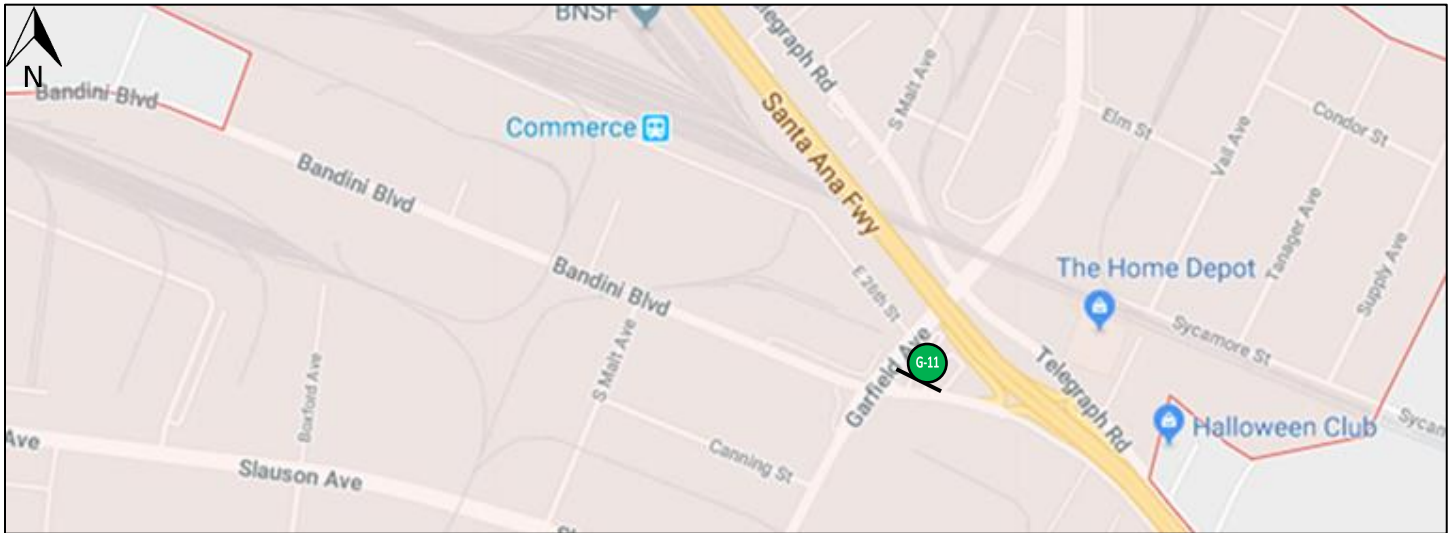 BNSF
Telegraph Rd
N
Bandini Blvd
S Malt Ave
Santa Ana Fwy
Elm St
Condor St
Commerce
Vail Ave
Bandini Blvd
Tanager Ave
Supply Ave
The Home Depot
Bandini Blvd
E 26th St
Sycamore St
S Malt Ave
Garfield Ave
G-11
Telegraph Rd
Boxford Ave
Halloween Club
Sycam
Ave
Canning St
Slauson Ave